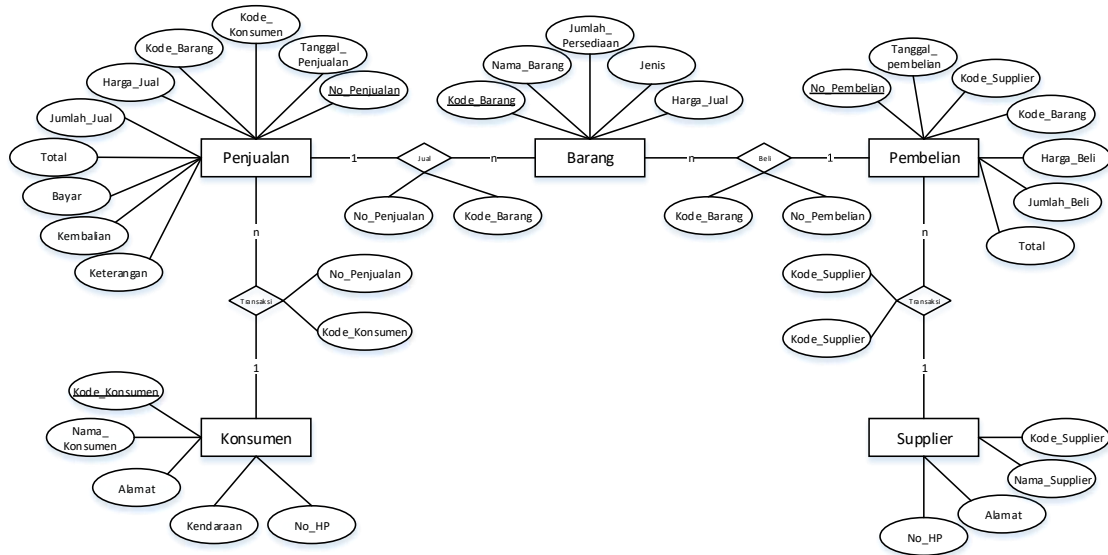 Kode_
Konsumen
Kode_Barang
Tanggal_
Penjualan
Harga_Jual
No_Penjualan
Jumlah_Jual
Total
Bayar
Kembalian
Keterangan
Penjualan
1
Jual
n
No_Penjualan
Kode_Barang
Jumlah_
Persediaan
Nama_Barang
Jenis
Kode_Barang
Harga_Jual
Barang
n
Beli
1
Kode_Barang
No_Pembelian
Tanggal_
pembelian
No_Pembelian
Kode_Supplier
Kode_Barang
Pembelian
Harga_Beli
Jumlah_Beli
Total
n
Transaksi
No_Penjualan
Kode_Konsumen
1
n
Kode_Supplier
Transaksi
Kode_Supplier
1
Kode_Konsumen
Nama_
Konsumen
Konsumen
Alamat
Kendaraan
No_HP
Supplier
Kode_Supplier
Nama_Supplier
Alamat
No_HP